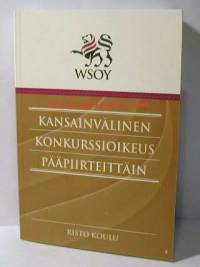 WSOY
KANSAINVÄLINEN
KONKURSSIOIKEUS
PÄÄPIIRTEITTÄIN
RISTO KOULU